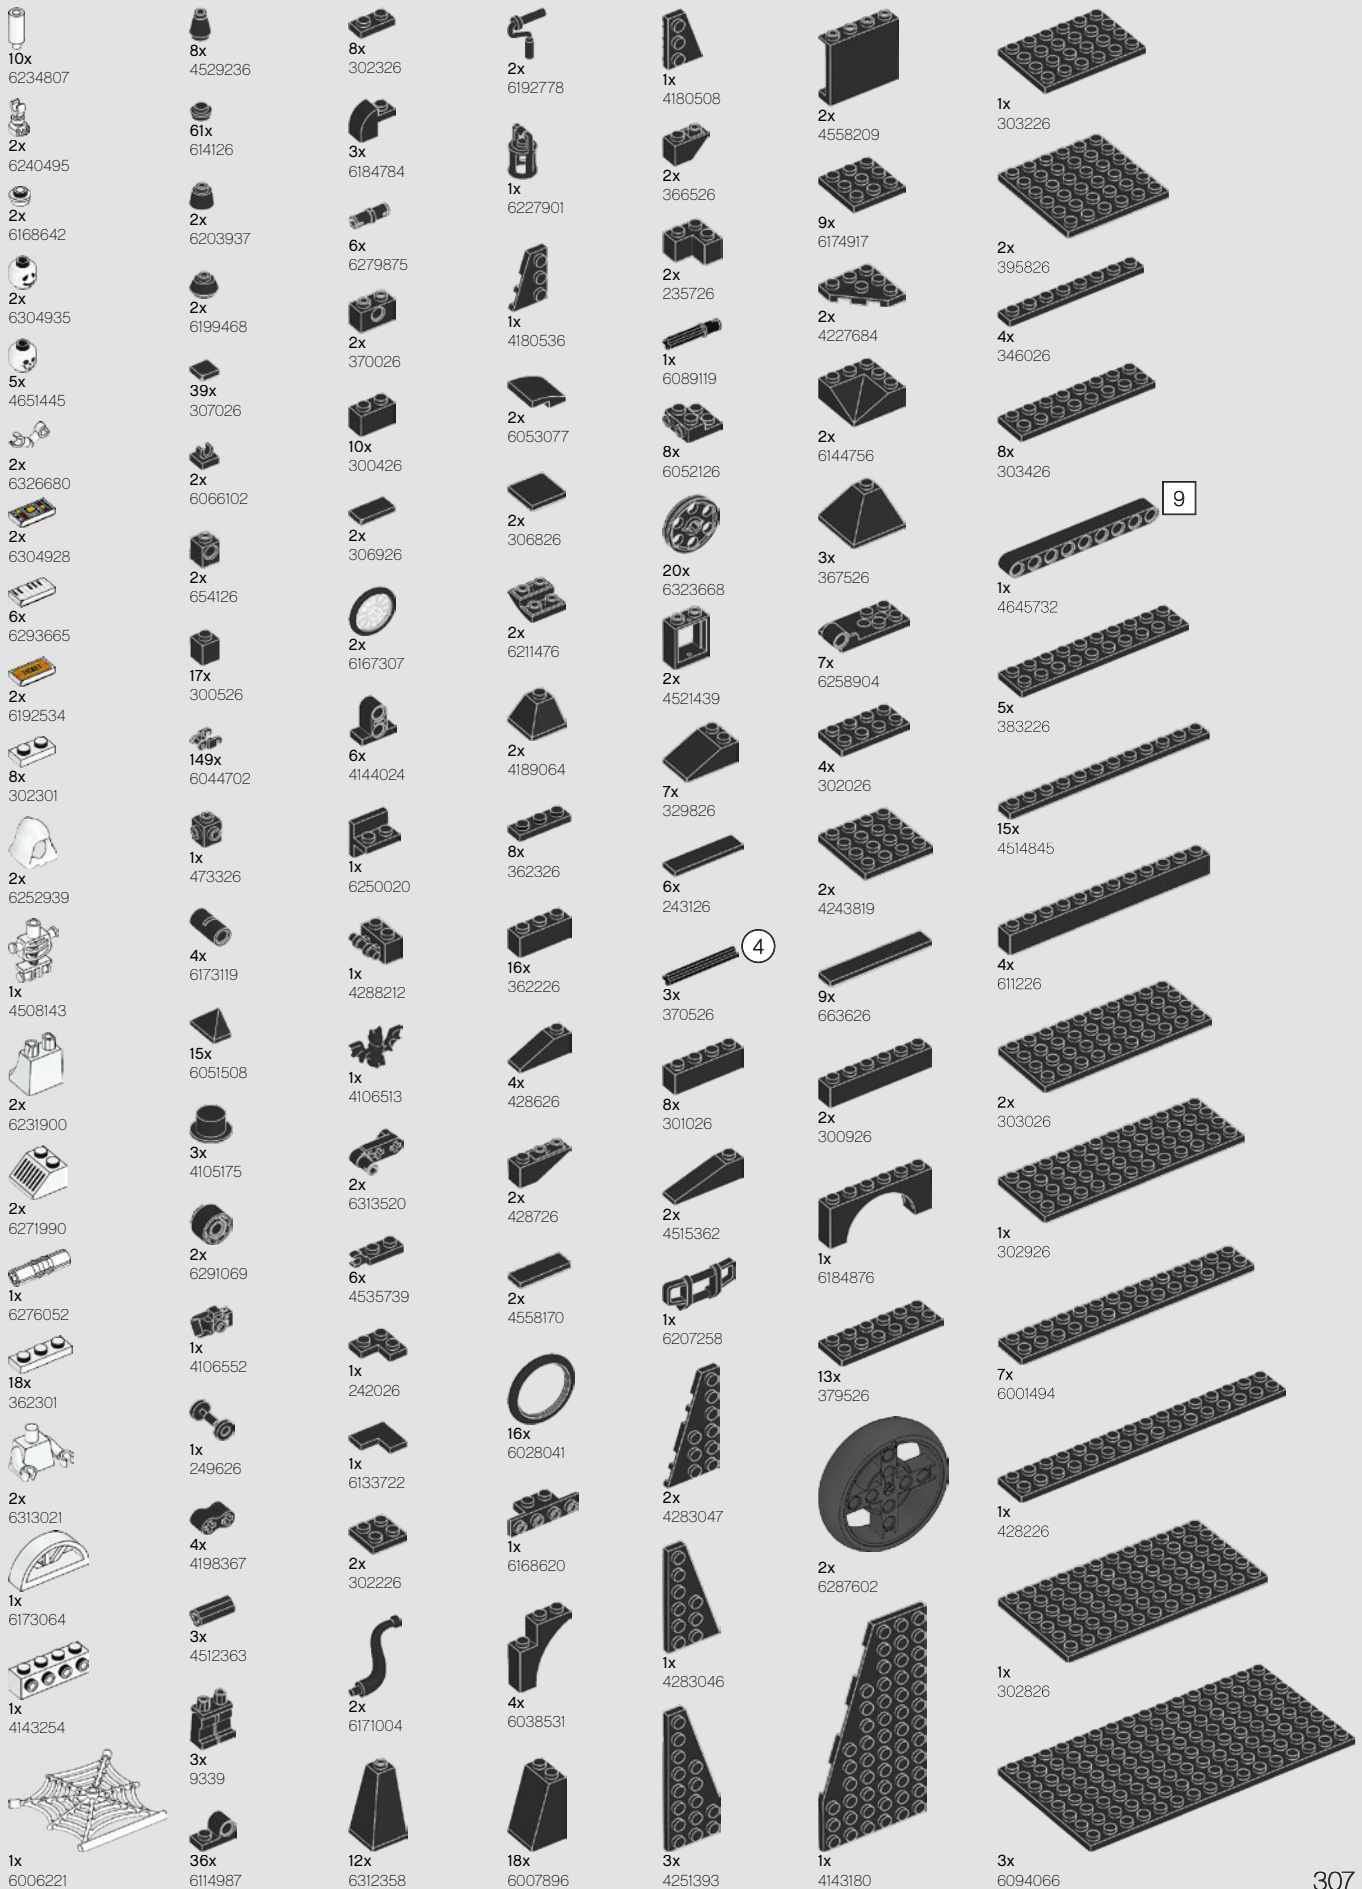 10x
6234807
2x
6240495
2x
6168642
2x
6304935
5x
4651445
2x
6326680
2x
6304928
6x
6293665
TICKET
2x
6192534
8x
302301
2x
6252939
1x
4508143
2x
6231900
2x
6271990
1x
6276052
18x
362301
2x
6313021
1x
6173064
1x
4143254
1x
6006221
8x
4529236
61x
614126
2x
6203937
2x
6199468
39x
307026
2x
6066102
2x
654126
17x
300526
149x
6044702
1x
473326
4x
6173119
15x
6051508
3x
4105175
2x
6291069
1x
4106552
1x
249626
4x
4198367
3x
4512363
3x
9339
36x
6114987
8x
302326
3x
6184784
6x
6279875
2x
370026
10x
300426
2x
306926
2x
6167307
6x
4144024
1x
6250020
1x
4288212
1x
4106513
2x
6313520
6x
4535739
1x
242026
1x
6133722
2x
302226
2x
6171004
12x
6312358
2x
6192778
1x
6227901
1x
4180536
2x
6053077
2x
306826
2x
6211476
2x
4189064
8x
362326
16x
362226
4x
428626
2x
428726
2x
4558170
16x
6028041
1x
6168620
4x
6038531
18x
6007896
1x
4180508
2x
366526
2x
235726
1x
6089119
8x
6052126
20x
6323668
2x
4521439
7x
329826
6x
243126
4
3x
370526
8x
301026
2x
4515362
1x
6207258
2x
4283047
1x
4283046
3x
4251393
2x
4558209
9x
6174917
2x
4227684
2x
6144756
3x
367526
7x
6258904
4x
302026
2x
4243819
9x
663626
2x
300926
1x
6184876
13x
379526
2x
6287602
1x
4143180
1x
303226
2x
395826
4x
346026
8x
303426
9
1x
4645732
5x
383226
15x
4514845
4x
611226
2x
303026
1x
302926
7x
6001494
1x
428226
1x
302826
3x
6094066
307